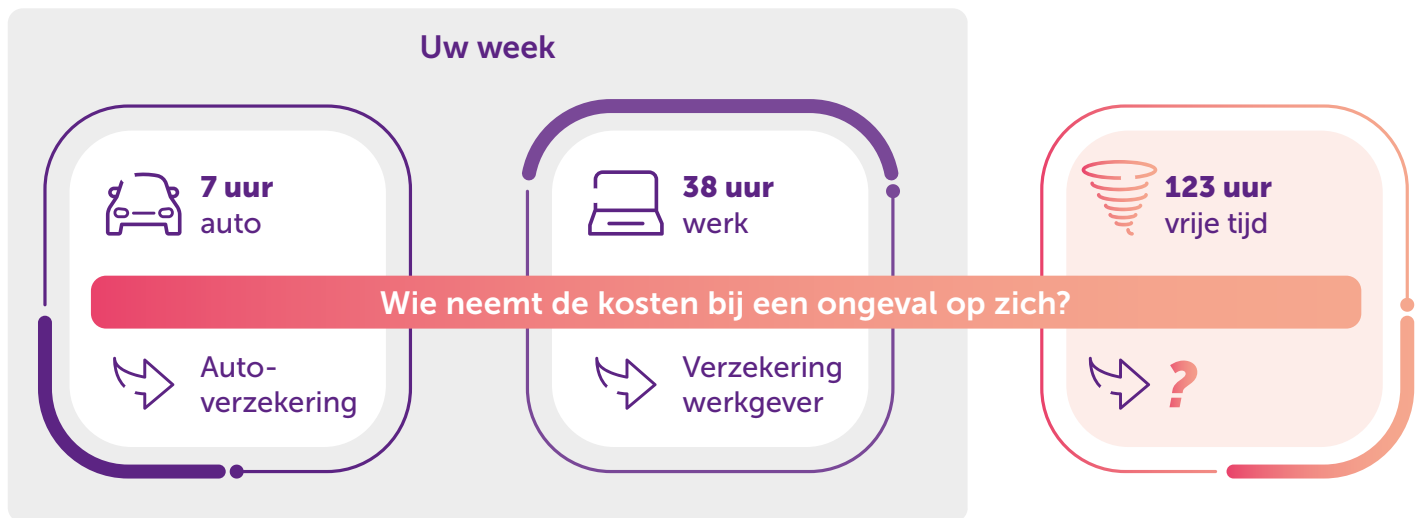 Uw week
7 uur
auto
38 uur
werk
123 uur
vrije tijd
Wie neemt de kosten bij een ongeval op zich?
Auto-
verzekering
Verzekering
werkgever
?